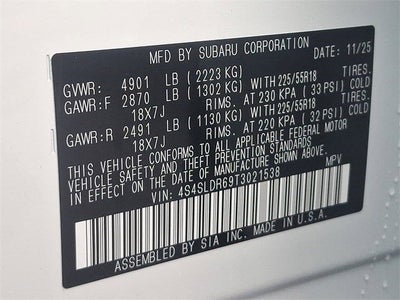 MFD BY SUBARU CORPORATION DATE: 11/25
GVWR: 4901 LB (2223 KG) TIRES.
GAWR:F 2870 LB (1302 KG) WITH 225/55R18
18X7J RIMS. AT 230 KPA (33 PSI) COLD
GAWR:R 2491 LB (1130 KG) WITH 225/55R18 TIRES.
18X7J RIMS. AT 220 KPA (32 PSI) COLD
THIS VEHICLE CONFORMS TO ALL APPLICABLE FEDERAL MOTOR
VEHICLE SAFETY AND THEFT PREVENTION STANDARDS IN EFFECT
ON THE DATE OF MANUFACTURE SHOWN ABOVE.
VIN: 4S4SLDR69T3021538 MPV
ASSEMBLED BY SIA INC. MADE IN U.S.A.